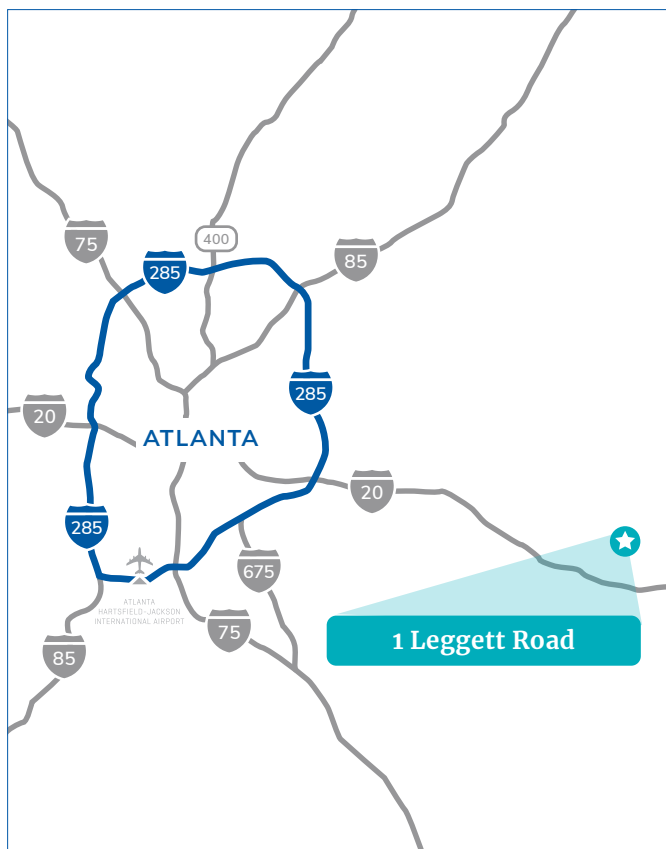 75
400
285
85
285
20
ATLANTA
20
285
675
ATLANTA
HARTSFIELD-JACKSON
INTERNATIONAL AIRPORT
75
1 Leggett Road
85